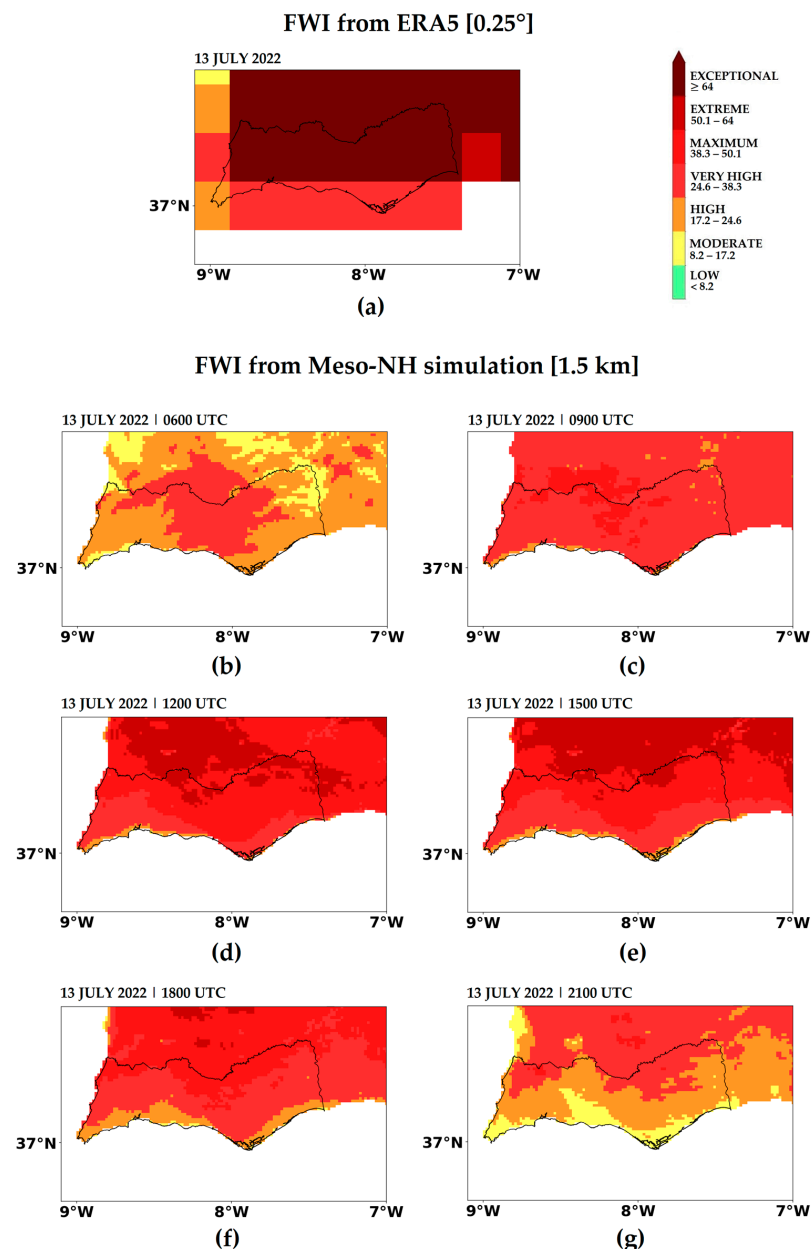 FWI from ERA5 [0.25°]
13 JULY 2022
37°N
9°W 8°W 7°W
(a)
EXCEPTIONAL
≥ 64
EXTREME
50.1 – 64
MAXIMUM
38.3 – 50.1
VERY HIGH
24.6 – 38.3
HIGH
17.2 – 24.6
MODERATE
8.2 – 17.2
LOW
< 8.2
FWI from Meso-NH simulation [1.5 km]
13 JULY 2022 | 0600 UTC
37°N
9°W 8°W 7°W
(b)
13 JULY 2022 | 0900 UTC
37°N
9°W 8°W 7°W
(c)
13 JULY 2022 | 1200 UTC
37°N
9°W 8°W 7°W
(d)
13 JULY 2022 | 1500 UTC
37°N
9°W 8°W 7°W
(e)
13 JULY 2022 | 1800 UTC
37°N
9°W 8°W 7°W
(f)
13 JULY 2022 | 2100 UTC
37°N
9°W 8°W 7°W
(g)